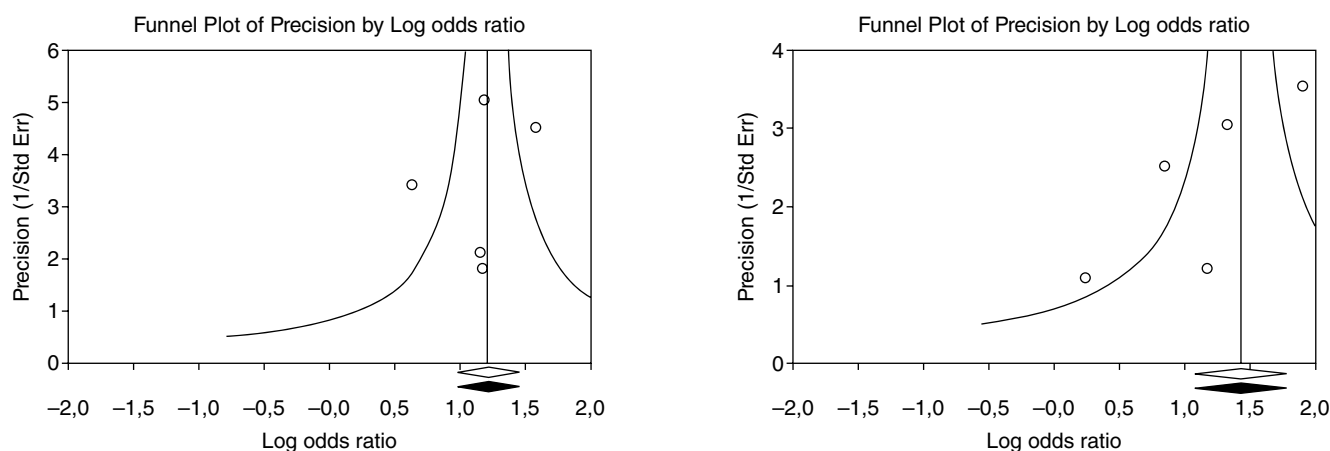 Funnel Plot of Precision by Log odds ratio
6
5
4
3
2
1
0
Precision (1/Std Err)
–2,0 –1,5 –1,0 –0,5 –0,0 0,5 1,0 1,5 2,0
Log odds ratio
Funnel Plot of Precision by Log odds ratio
4
3
2
1
0
Precision (1/Std Err)
–2,0 –1,5 –1,0 –0,5 –0,0 0,5 1,0 1,5 2,0
Log odds ratio